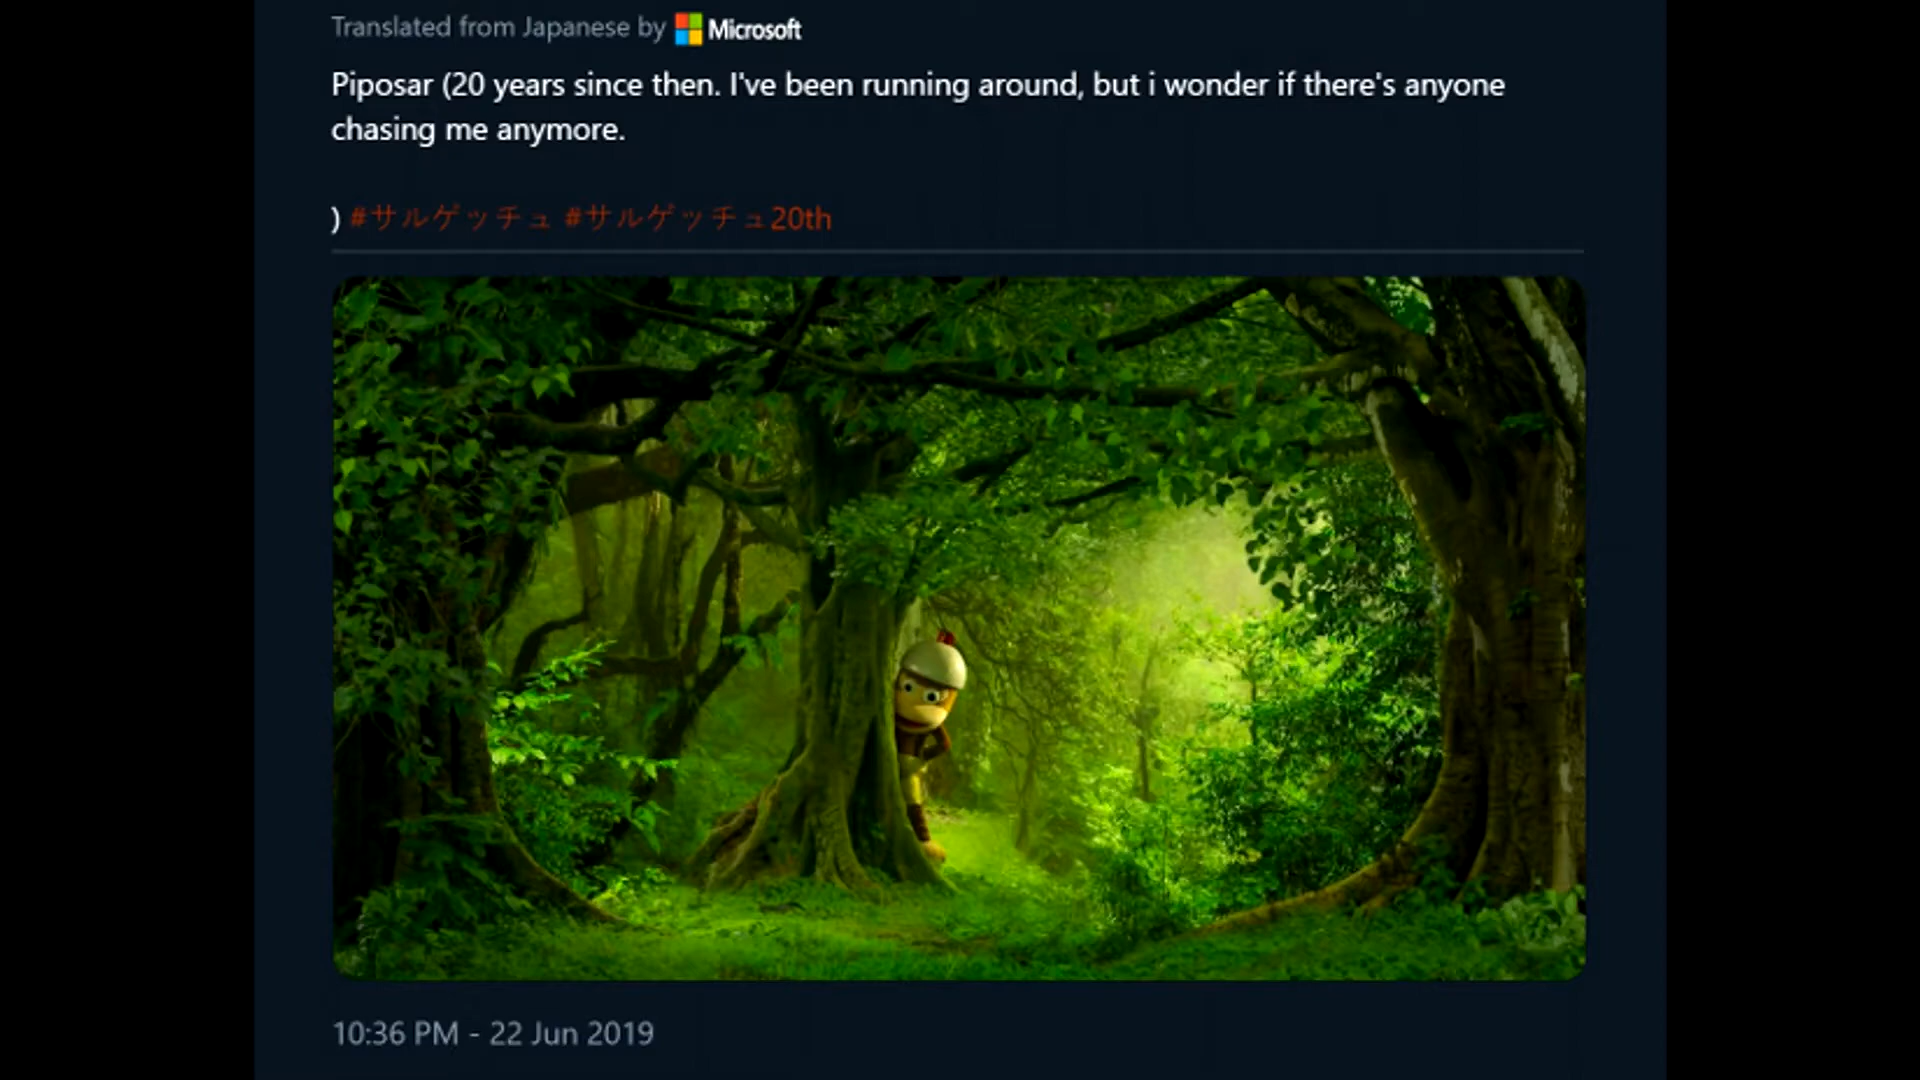 Translated from Japanese by Microsoft
Piposar (20 years since then. I've been running around, but i wonder if there's anyone
chasing me anymore.
) #サルゲッチュ #サルゲッチュ20th
10:36 PM - 22 Jun 2019